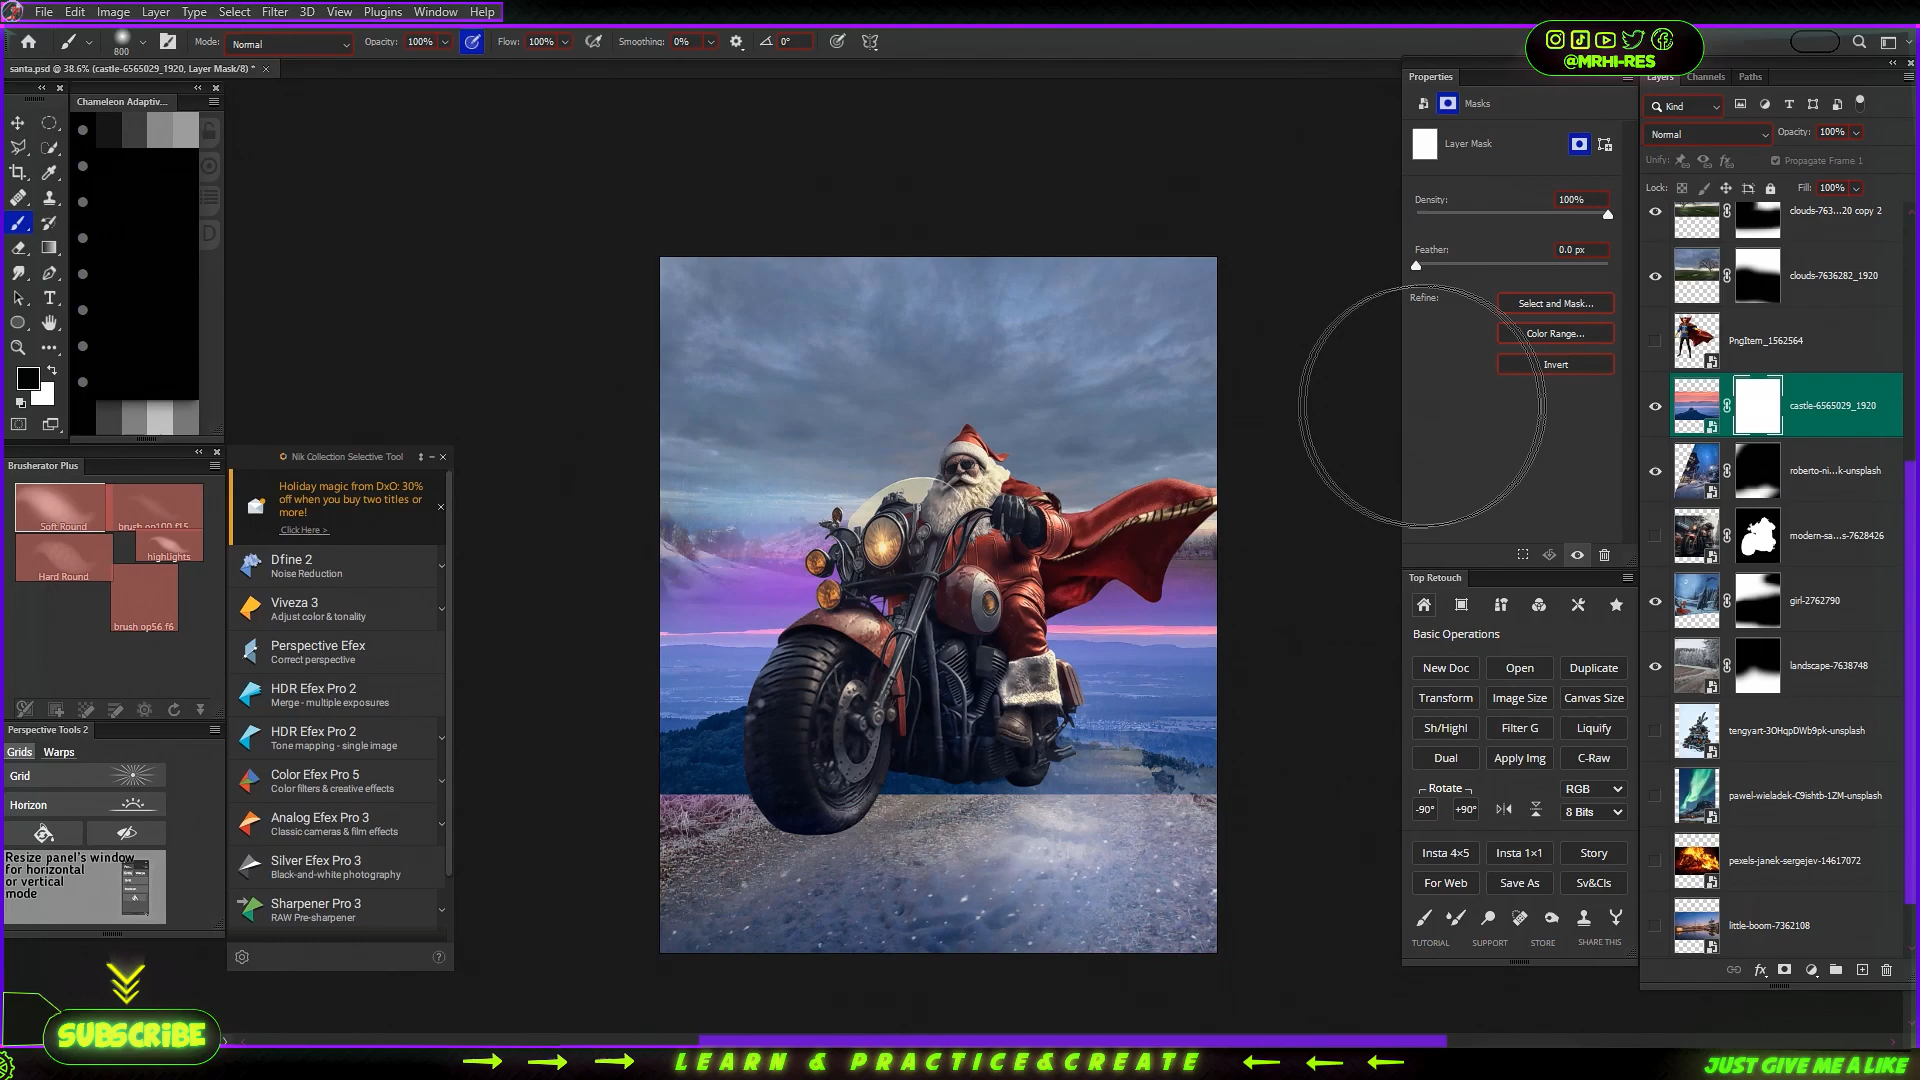 File Edit Image Layer Type Select Filter 3D View Plugins Window Help
800 Mode: Normal Opacity: 100% Flow: 100% Smoothing: 0% 0°
@MRHI-RES
santa.psd @ 38.6% (castle-6565029_1920, Layer Mask/8) *
Chameleon Adaptiv...
D
Brusherator Plus
Soft Round
brush op100 f15
Hard Round
highlights
brush op56 f6
Perspective Tools 2
Grids Warps
Grid
Horizon
Resize panel's window
for horizontal
or vertical
mode
Nik Collection Selective Tool
Holiday magic from DxO: 30%
off when you buy two titles or
more!
Click Here >
Dfine 2
Noise Reduction
Viveza 3
Adjust color & tonality
Perspective Efex
Correct perspective
HDR Efex Pro 2
Merge - multiple exposures
HDR Efex Pro 2
Tone mapping - single image
Color Efex Pro 5
Color filters & creative effects
Analog Efex Pro 3
Classic cameras & film effects
Silver Efex Pro 3
Black-and-white photography
Sharpener Pro 3
RAW Pre-sharpener
Properties
Masks
Layer Mask
Density: 100%
Feather: 0.0 px
Refine:
Select and Mask...
Color Range...
Invert
Top Retouch
Basic Operations
New Doc Open Duplicate
Transform Image Size Canvas Size
Sh/Highl Filter G Liquify
Dual Apply Img C-Raw
Rotate RGB
-90° +90° 8 Bits
Insta 4×5 Insta 1×1 Story
For Web Save As Sv&Cls
TUTORIAL SUPPORT STORE SHARE THIS
Layers Channels Paths
Kind
Normal Opacity: 100%
Unify: Propagate Frame 1
Lock: Fill: 100%
clouds-763...20 copy 2
clouds-7636282_1920
PngItem_1562564
castle-6565029_1920
roberto-ni...k-unsplash
modern-sa...s-7628426
girl-2762790
landscape-7638748
tengyart-3OHqpDWb9pk-unsplash
pawel-wieladek-C9ishtb-1ZM-unsplash
pexels-janek-sergejev-14617072
little-boom-7362108
fx
SUBSCRIBE
LEARN & PRACTICE&CREATE
JUST GIVE ME A LIKE